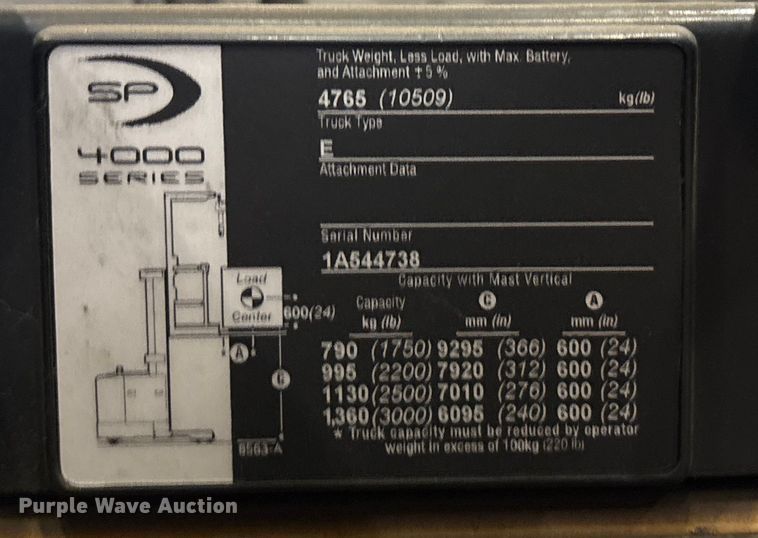 SP
4000
SERIES
Truck Weight, Less Load, with Max. Battery,
and Attachment ± 5 %
4765 (10509) kg(lb)
Truck Type
E
Attachment Data
Serial Number
1A544738
Capacity with Mast Vertical
Capacity G A
kg (lb) mm (in) mm (in)
790 (1750) 9295 (366) 600 (24)
995 (2200) 7920 (312) 600 (24)
1130 (2500) 7010 (276) 600 (24)
1,360 (3000) 6095 (240) 600 (24)
* Truck capacity must be reduced by operator
weight in excess of 100kg (220 lb)
Load
Center
600(24)
A
G
8563-A
Purple Wave Auction